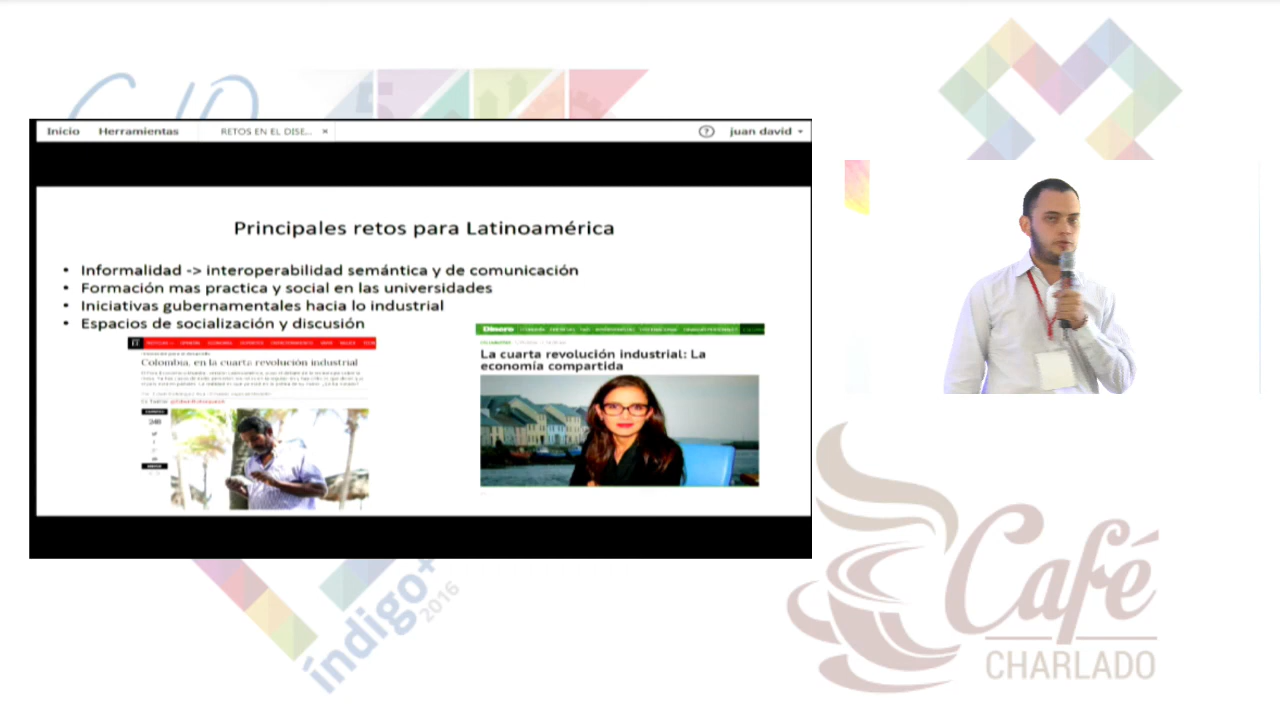 Inicio Herramientas RETOS EN EL DISE... × ? juan david
Principales retos para Latinoamérica
• Informalidad -> interoperabilidad semántica y de comunicación
• Formación mas practica y social en las universidades
• Iniciativas gubernamentales hacia lo industrial
• Espacios de socialización y discusión
ET
Colombia, en la cuarta revolución industrial
248
Dinero
La cuarta revolución industrial: La
economía compartida
índigo+
2016
Café
CHARLADO